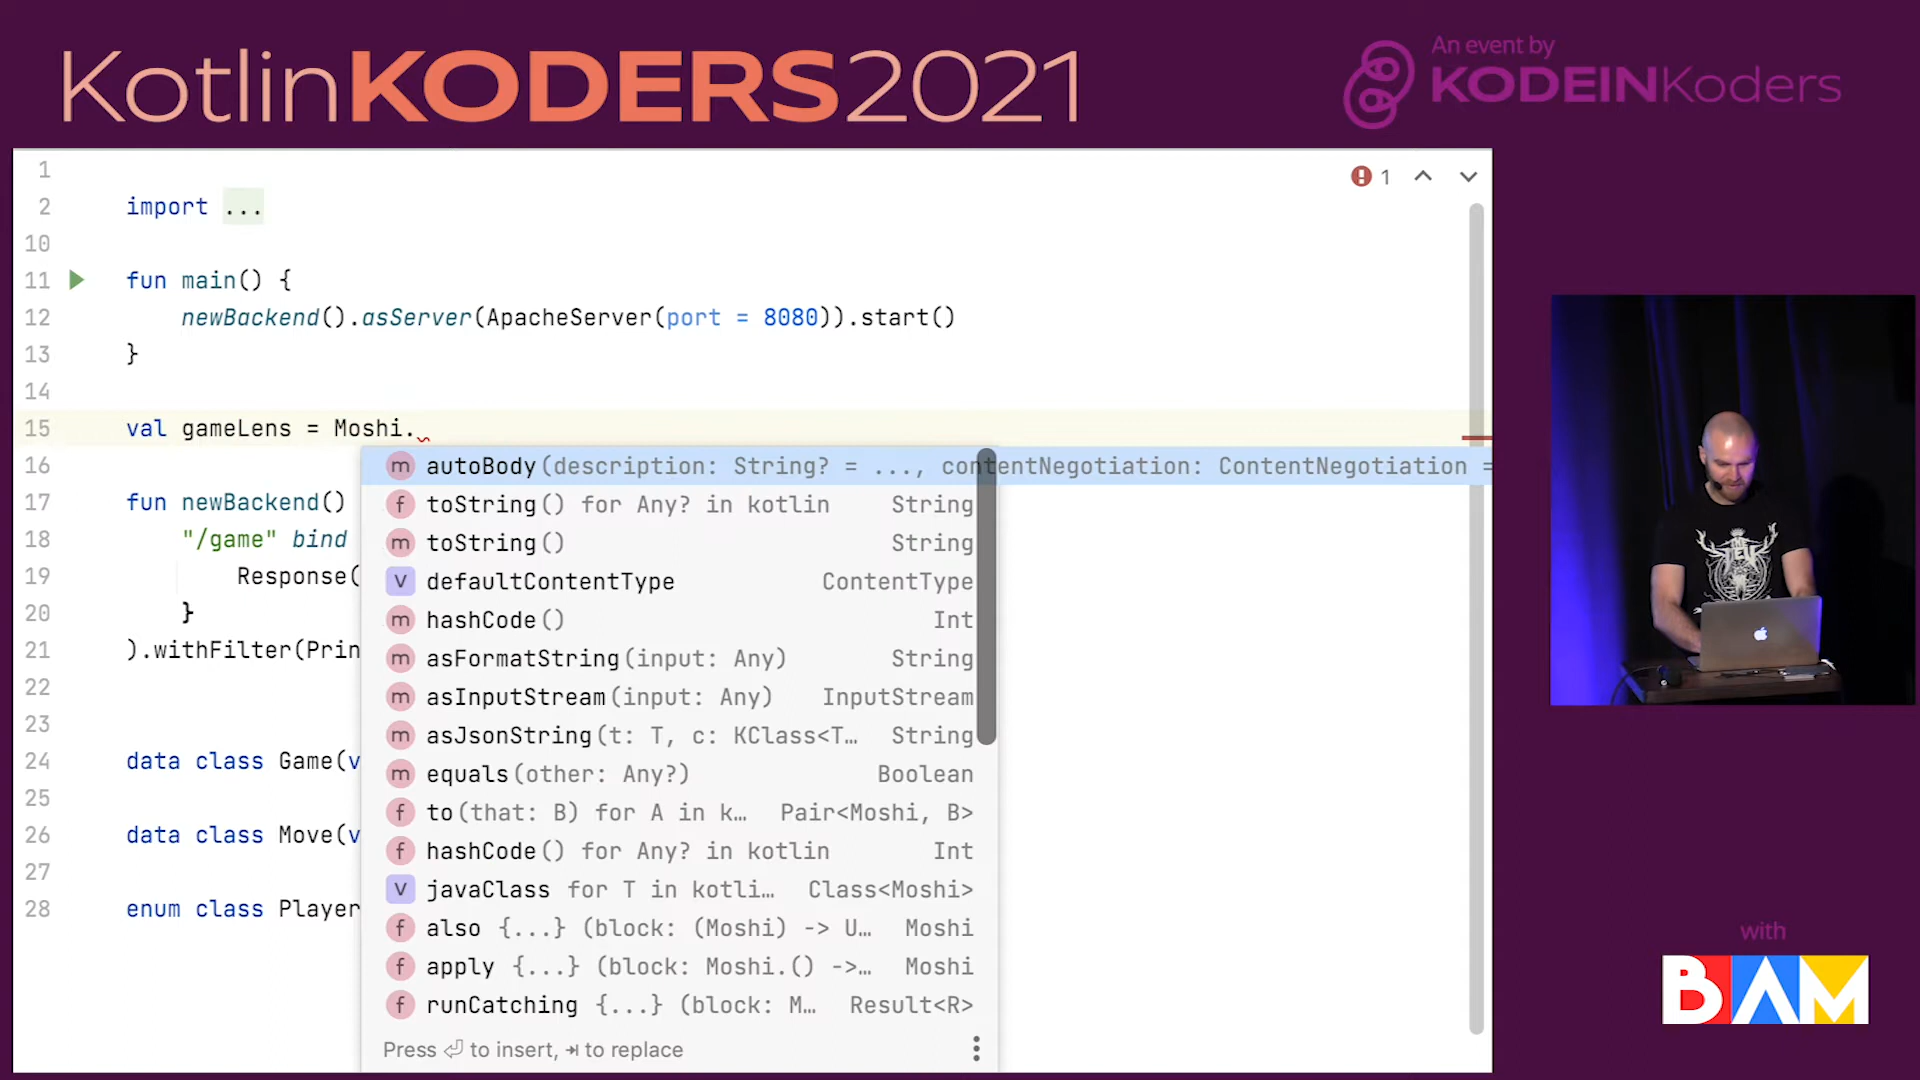 KotlinKODERS2021
An event by
KODEINKoders
1
2 import ...
10
11 fun main() {
12 newBackend().asServer(ApacheServer(port = 8080)).start()
13 }
14
15 val gameLens = Moshi.
16
17 fun newBackend()
18 "/game" bind
19 Response(
20 }
21 ).withFilter(Prin
22
23
24 data class Game(v
25
26 data class Move(v
27
28 enum class Player
1
m autoBody(description: String? = ..., contentNegotiation: ContentNegotiation =
f toString() for Any? in kotlin String
m toString() String
v defaultContentType ContentType
m hashCode() Int
m asFormatString(input: Any) String
m asInputStream(input: Any) InputStream
m asJsonString(t: T, c: KClass<T… String
m equals(other: Any?) Boolean
f to(that: B) for A in k… Pair<Moshi, B>
f hashCode() for Any? in kotlin Int
v javaClass for T in kotli… Class<Moshi>
f also {...} (block: (Moshi) -> U… Moshi
f apply {...} (block: Moshi.() ->… Moshi
f runCatching {...} (block: M… Result<R>
Press ⏎ to insert, ⇥ to replace
with
BAM